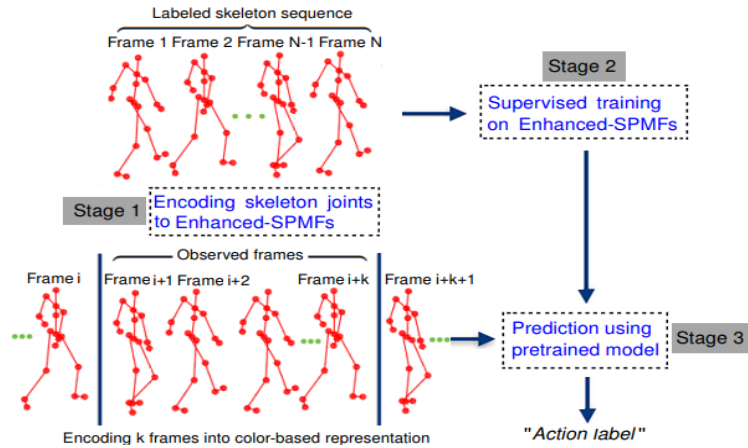 Labeled skeleton sequence
Frame 1 Frame 2 Frame N-1 Frame N
Stage 2
Supervised training
on Enhanced-SPMFs
Stage 1
Encoding skeleton joints
to Enhanced-SPMFs
Observed frames
Frame i Frame i+1 Frame i+2 Frame i+k Frame i+k+1
Prediction using
pretrained model
Stage 3
Encoding k frames into color-based representation
"Action label"